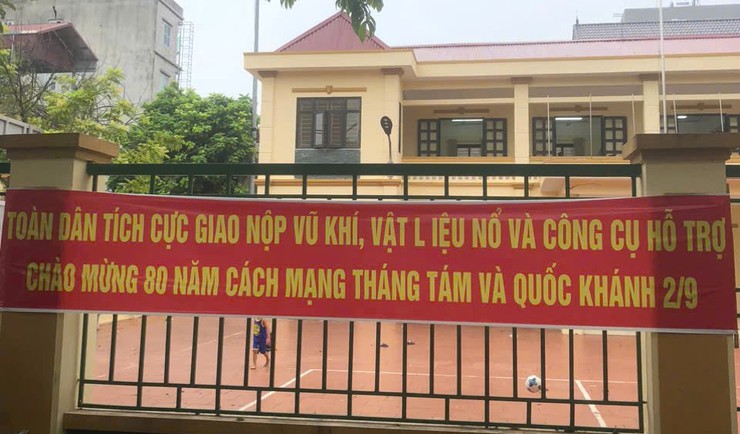 TOÀN DÂN TÍCH CỰC GIAO NỘP VŨ KHÍ, VẬT L IỆU NỔ VÀ CÔNG CỤ HỖ TRỢ
CHÀO MỪNG 80 NĂM CÁCH MẠNG THÁNG TÁM VÀ QUỐC KHÁNH 2/9